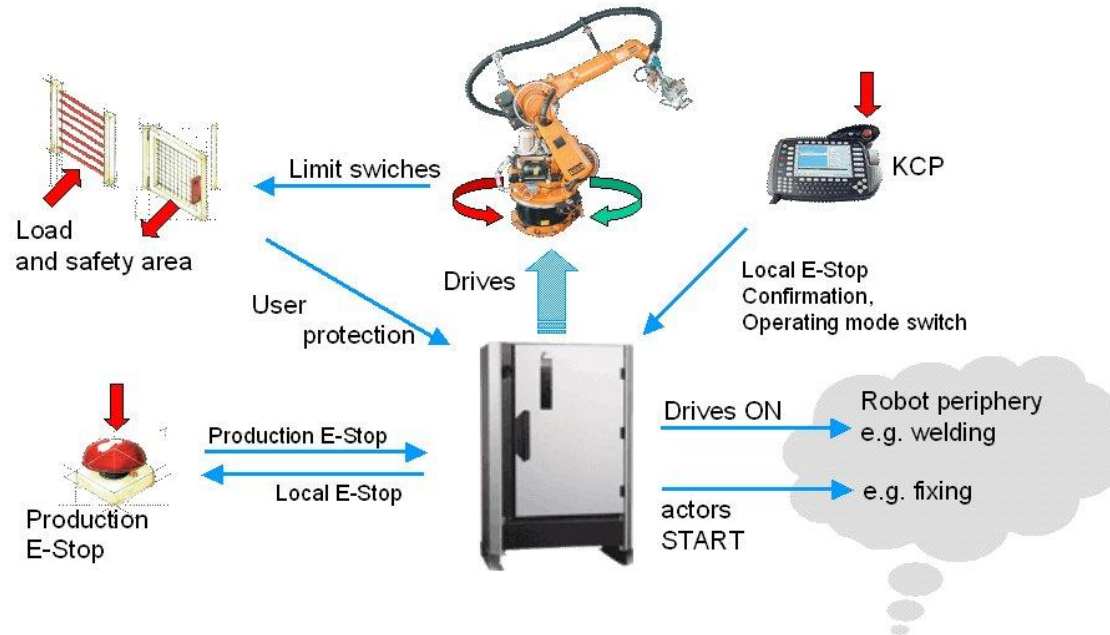 Limit swiches
KCP
Load
and safety area
Drives
Local E-Stop
Confirmation,
Operating mode switch
User
protection
Production E-Stop
Local E-Stop
Production
E-Stop
Drives ON
actors
START
Robot periphery
e.g. welding
e.g. fixing